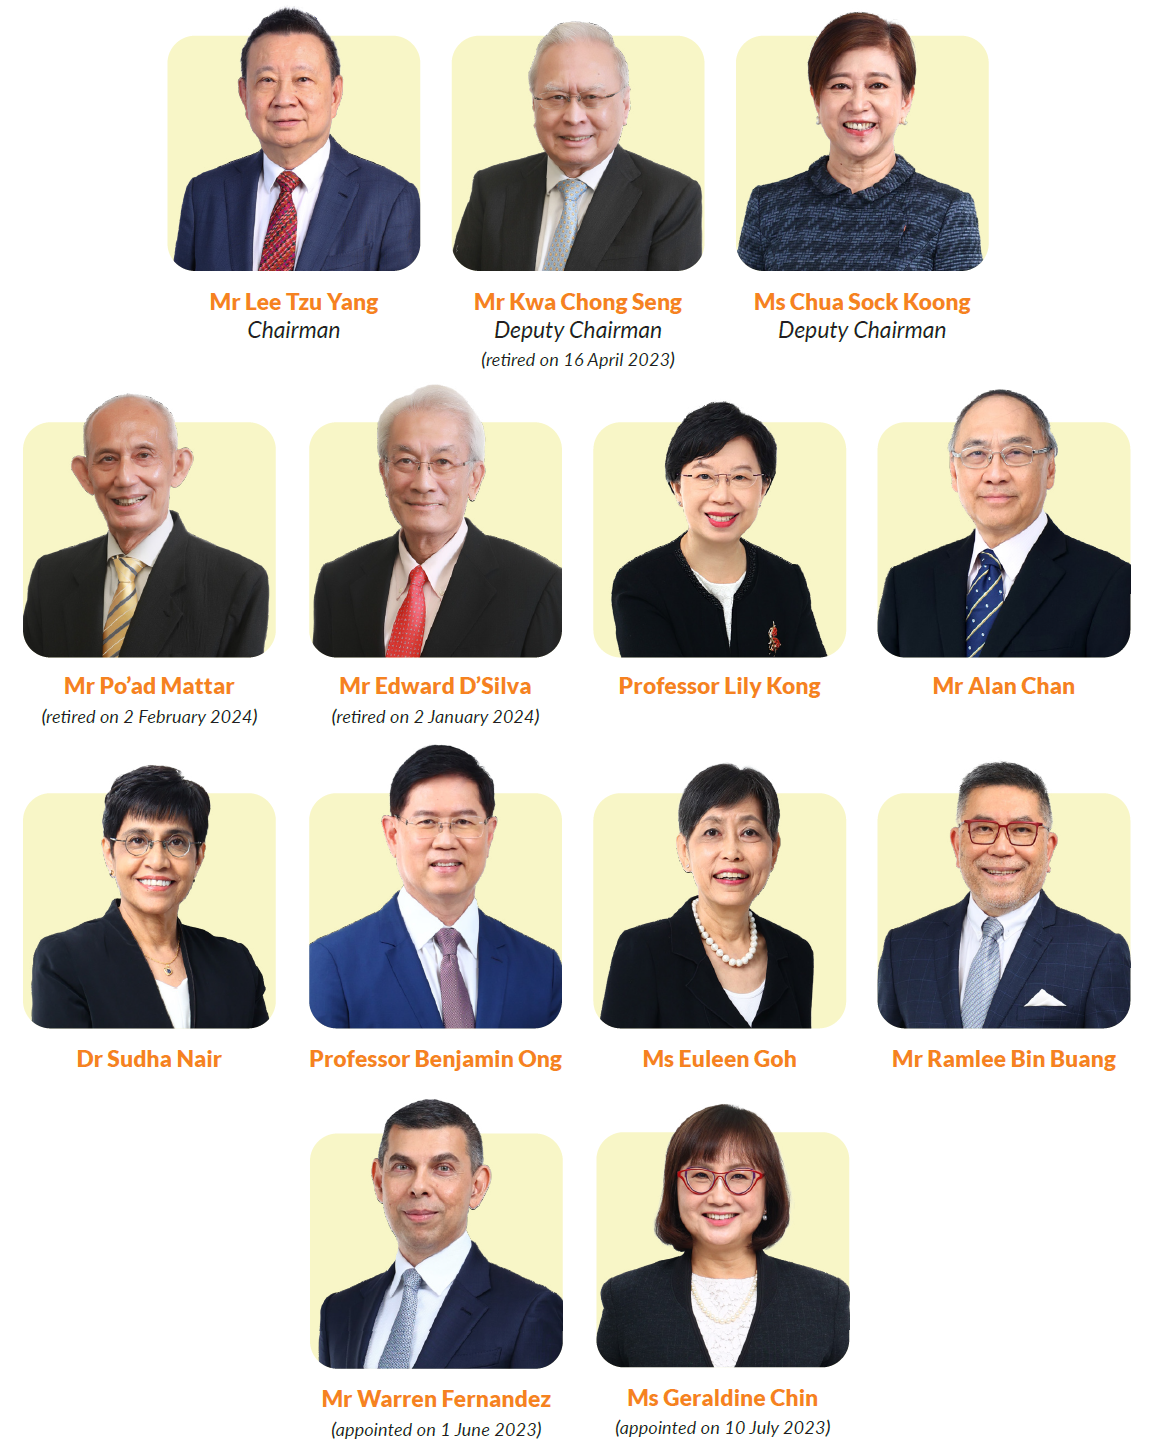 Mr Lee Tzu Yang
Chairman
Mr Kwa Chong Seng
Deputy Chairman
(retired on 16 April 2023)
Ms Chua Sock Koong
Deputy Chairman
Mr Po’ad Mattar
(retired on 2 February 2024)
Mr Edward D’Silva
(retired on 2 January 2024)
Professor Lily Kong
Mr Alan Chan
Dr Sudha Nair
Professor Benjamin Ong
Ms Euleen Goh
Mr Ramlee Bin Buang
Mr Warren Fernandez
(appointed on 1 June 2023)
Ms Geraldine Chin
(appointed on 10 July 2023)